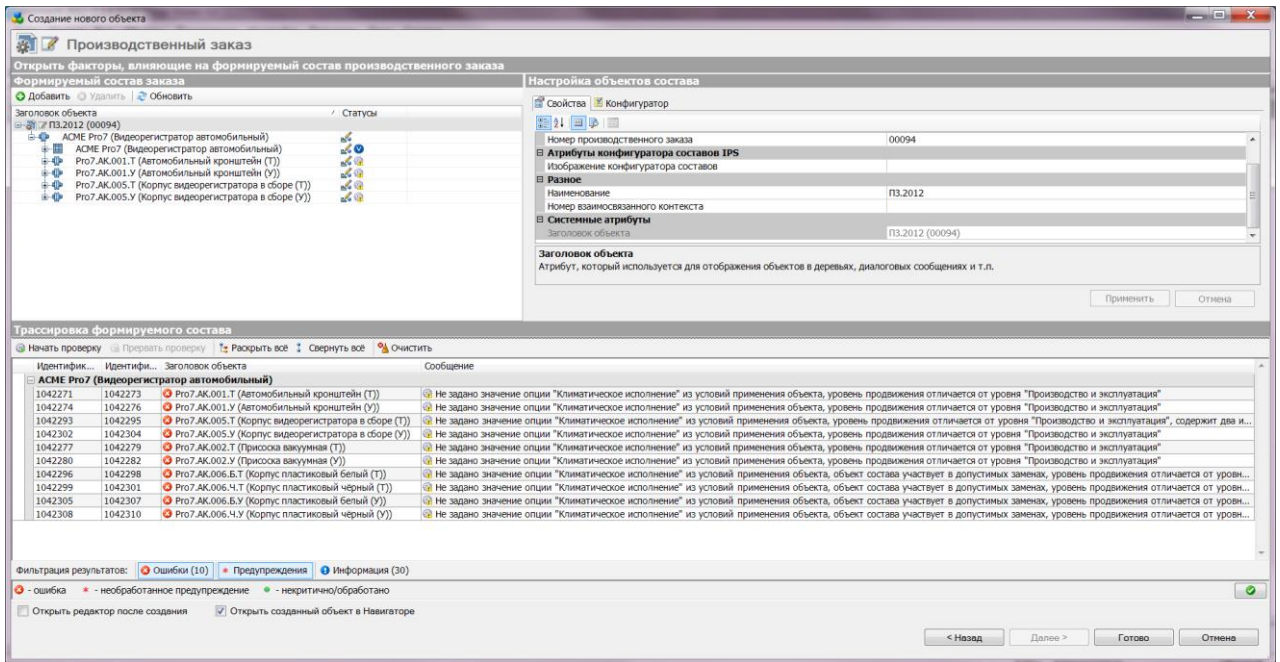 Создание нового объекта
Производственный заказ
Открыть факторы, влияющие на формируемый состав производственного заказа
Формируемый состав заказа
Добавить Удалить Обновить
Заголовок объекта / Статусы
ПЗ.2012 (00094)
ACME Pro7 (Видеорегистратор автомобильный)
ACME Pro7 (Видеорегистратор автомобильный)
Pro7.АК.001.Т (Автомобильный кронштейн (Т))
Pro7.АК.001.У (Автомобильный кронштейн (У))
Pro7.АК.005.Т (Корпус видеорегистратора в сборе (Т))
Pro7.АК.005.У (Корпус видеорегистратора в сборе (У))
Настройка объектов состава
Свойства Конфигуратор
Номер производственного заказа 00094
Атрибуты конфигуратора составов IPS
Изображение конфигуратора составов
Разное
Наименование ПЗ.2012
Номер взаимосвязанного контекста
Системные атрибуты
Заголовок объекта ПЗ.2012 (00094)
Заголовок объекта
Атрибут, который используется для отображения объектов в деревьях, диалоговых сообщениях и т.п.
Применить Отмена
Трассировка формируемого состава
Начать проверку Прервать проверку Раскрыть всё Свернуть всё Очистить
Идентифик... Идентифи... Заголовок объекта Сообщение
ACME Pro7 (Видеорегистратор автомобильный)
1042271 1042273 Pro7.АК.001.Т (Автомобильный кронштейн (Т)) Не задано значение опции "Климатическое исполнение" из условий применения объекта, уровень продвижения отличается от уровня "Производство и эксплуатация"
1042274 1042276 Pro7.АК.001.У (Автомобильный кронштейн (У)) Не задано значение опции "Климатическое исполнение" из условий применения объекта, уровень продвижения отличается от уровня "Производство и эксплуатация"
1042293 1042295 Pro7.АК.005.Т (Корпус видеорегистратора в сборе (Т)) Не задано значение опции "Климатическое исполнение" из условий применения объекта, уровень продвижения отличается от уровня "Производство и эксплуатация", содержит два и...
1042302 1042304 Pro7.АК.005.У (Корпус видеорегистратора в сборе (У)) Не задано значение опции "Климатическое исполнение" из условий применения объекта, уровень продвижения отличается от уровня "Производство и эксплуатация"
1042277 1042279 Pro7.АК.002.Т (Присоска вакуумная (Т)) Не задано значение опции "Климатическое исполнение" из условий применения объекта, уровень продвижения отличается от уровня "Производство и эксплуатация"
1042280 1042282 Pro7.АК.002.У (Присоска вакуумная (У)) Не задано значение опции "Климатическое исполнение" из условий применения объекта, уровень продвижения отличается от уровня "Производство и эксплуатация"
1042296 1042298 Pro7.АК.006.Б.Т (Корпус пластиковый белый (Т)) Не задано значение опции "Климатическое исполнение" из условий применения объекта, объект состава участвует в допустимых заменах, уровень продвижения отличается от уровн...
1042299 1042301 Pro7.АК.006.Ч.Т (Корпус пластиковый чёрный (Т)) Не задано значение опции "Климатическое исполнение" из условий применения объекта, объект состава участвует в допустимых заменах, уровень продвижения отличается от уровн...
1042305 1042307 Pro7.АК.006.Б.У (Корпус пластиковый белый (У)) Не задано значение опции "Климатическое исполнение" из условий применения объекта, объект состава участвует в допустимых заменах, уровень продвижения отличается от уровн...
1042308 1042310 Pro7.АК.006.Ч.У (Корпус пластиковый чёрный (У)) Не задано значение опции "Климатическое исполнение" из условий применения объекта, объект состава участвует в допустимых заменах, уровень продвижения отличается от уровн...
Фильтрация результатов: Ошибки (10) Предупреждения Информация (30)
- ошибка * - необработанное предупреждение - некритично/обработано
Открыть редактор после создания Открыть созданный объект в Навигаторе
< Назад Далее > Готово Отмена